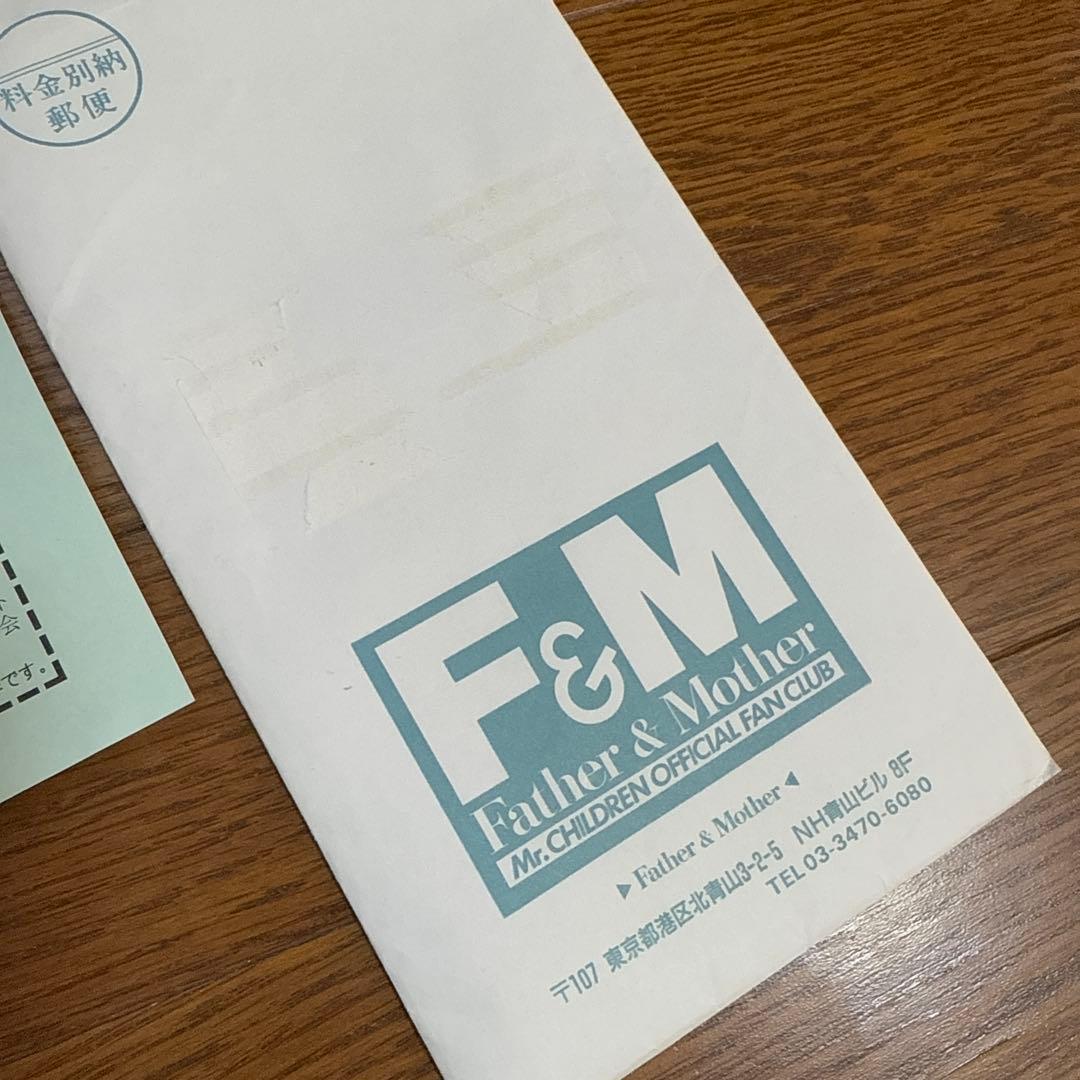 料金別納
郵便
F&M
Father & Mother
Mr.CHILDREN OFFICIAL FAN CLUB
▶Father & Mother◀
〒107 東京都港区北青山3-2-5 NH青山ビル 8F
TEL 03-3470-6080
ト
会
です。